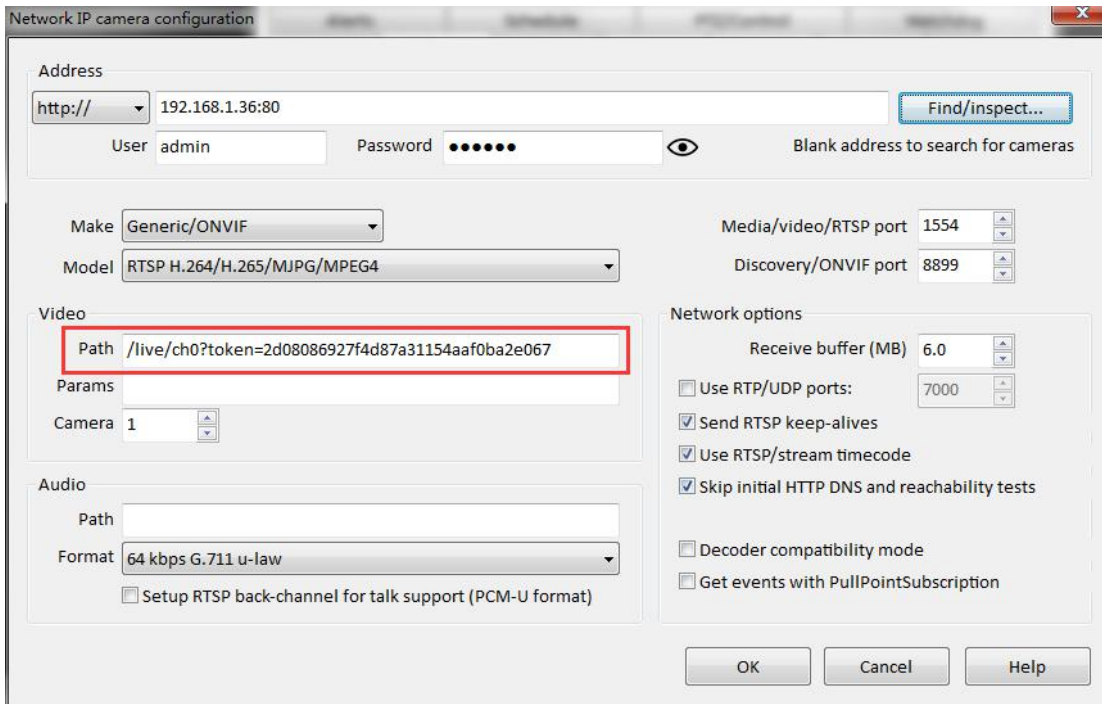 Network IP camera configuration
Alerts Schedule PTZ/Control Watchdog
Address
http:// 192.168.1.36:80 Find/inspect...
User admin Password ●●●●●● Blank address to search for cameras
Make Generic/ONVIF Media/video/RTSP port 1554
Model RTSP H.264/H.265/MJPG/MPEG4 Discovery/ONVIF port 8899
Video Network options
Path /live/ch0?token=2d08086927f4d87a31154aaf0ba2e067 Receive buffer (MB) 6.0
Params Use RTP/UDP ports: 7000
Camera 1 Send RTSP keep-alives
Use RTSP/stream timecode
Audio Skip initial HTTP DNS and reachability tests
Path
Format 64 kbps G.711 u-law Decoder compatibility mode
Setup RTSP back-channel for talk support (PCM-U format) Get events with PullPointSubscription
OK Cancel Help